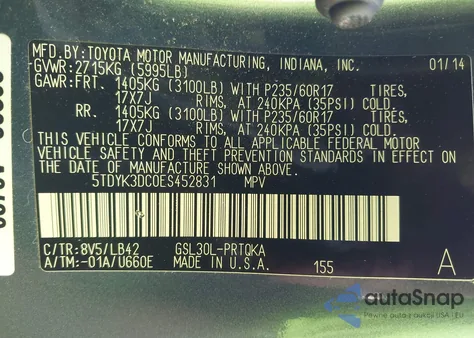 MFD.BY: TOYOTA MOTOR MANUFACTURING, INDIANA, INC. 01/14
GVWR: 2715KG (5995LB)
GAWR: FRT. 1405KG (3100LB) WITH P235/60R17 TIRES,
17X7J RIMS, AT 240KPA (35PSI) COLD.
RR. 1405KG (3100LB) WITH P235/60R17 TIRES,
17X7J RIMS, AT 240KPA (35PSI) COLD.
THIS VEHICLE CONFORMS TO ALL APPLICABLE FEDERAL MOTOR
VEHICLE SAFETY AND THEFT PREVENTION STANDARDS IN EFFECT ON
THE DATE OF MANUFACTURE SHOWN ABOVE.
5TDYK3DC0ES452831 MPV
C/TR: 8V5/LB42 GSL30L-PRTQKA
A/TM: -01A/U660E MADE IN U.S.A. 155 A
autoSnap
Pewne auto z USA | EU